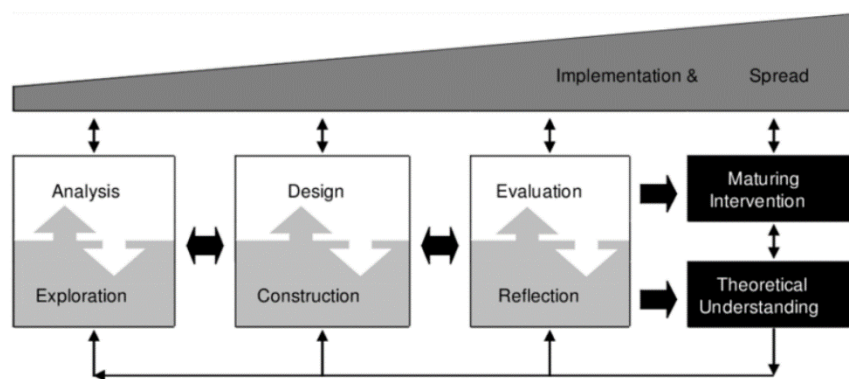 Implementation & Spread
Analysis
Exploration
Design
Construction
Evaluation
Reflection
Maturing
Intervention
Theoretical
Understanding